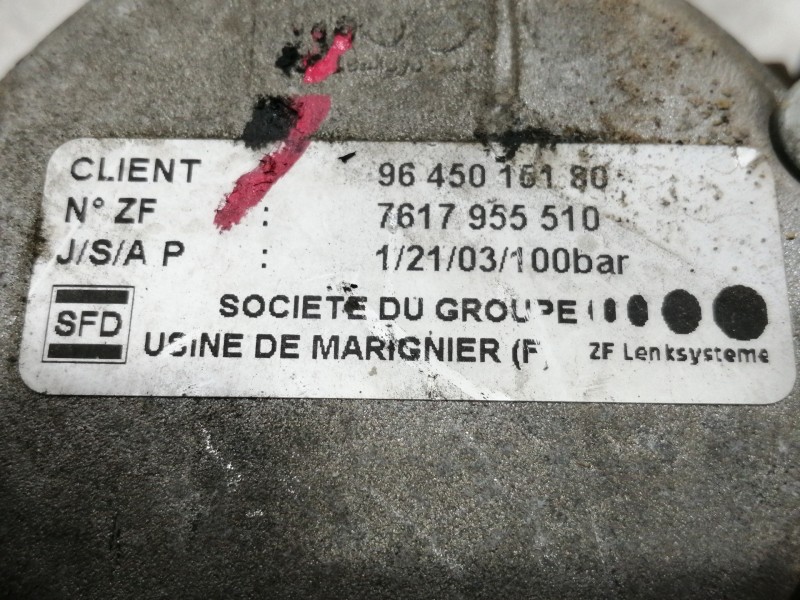 CLIENT 96 450 151 80
N° ZF : 7617 955 510
J/S/A P : 1/21/03/100bar
SFD
SOCIETE DU GROUPE
USINE DE MARIGNIER (F
ZF Lenksysteme